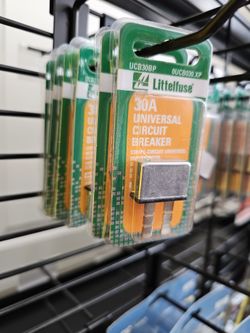 UCB30BP
0UCB030.XP
Littelfuse®
30A
UNIVERSAL
CIRCUIT
BREAKER